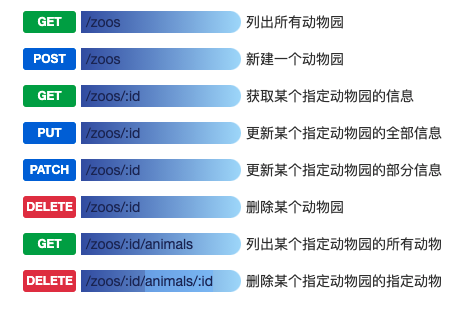 GET /zoos 列出所有动物园
POST /zoos 新建一个动物园
GET /zoos/:id 获取某个指定动物园的信息
PUT /zoos/:id 更新某个指定动物园的全部信息
PATCH /zoos/:id 更新某个指定动物园的部分信息
DELETE /zoos/:id 删除某个动物园
GET /zoos/:id/animals 列出某个指定动物园的所有动物
DELETE /zoos/:id/animals/:id 删除某个指定动物园的指定动物